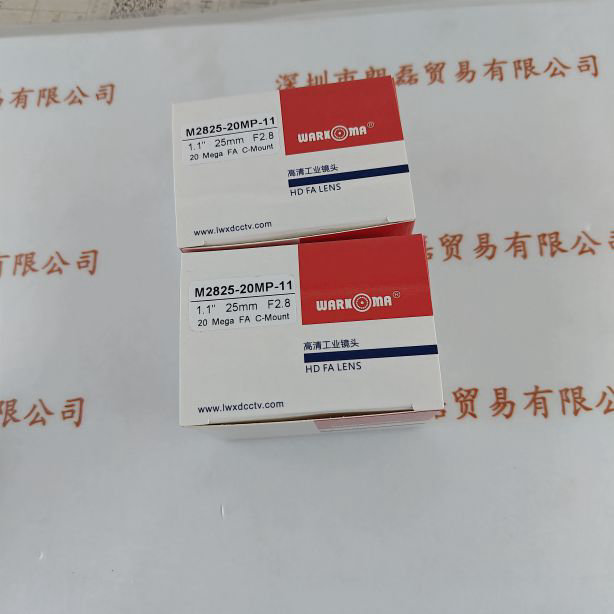 深圳市朗磊贸易有限公司
易有限公司
M2825-20MP-11
1.1" 25mm F2.8
20 Mega FA C-Mount
WARKOMA®
高清工业镜头
HD FA LENS
www.lwxdcctv.com
有限公司
磊贸易有限公司
M2825-20MP-11
1.1" 25mm F2.8
20 Mega FA C-Mount
WARKOMA®
高清工业镜头
HD FA LENS
www.lwxdcctv.com
限公司
磊贸易有限公司